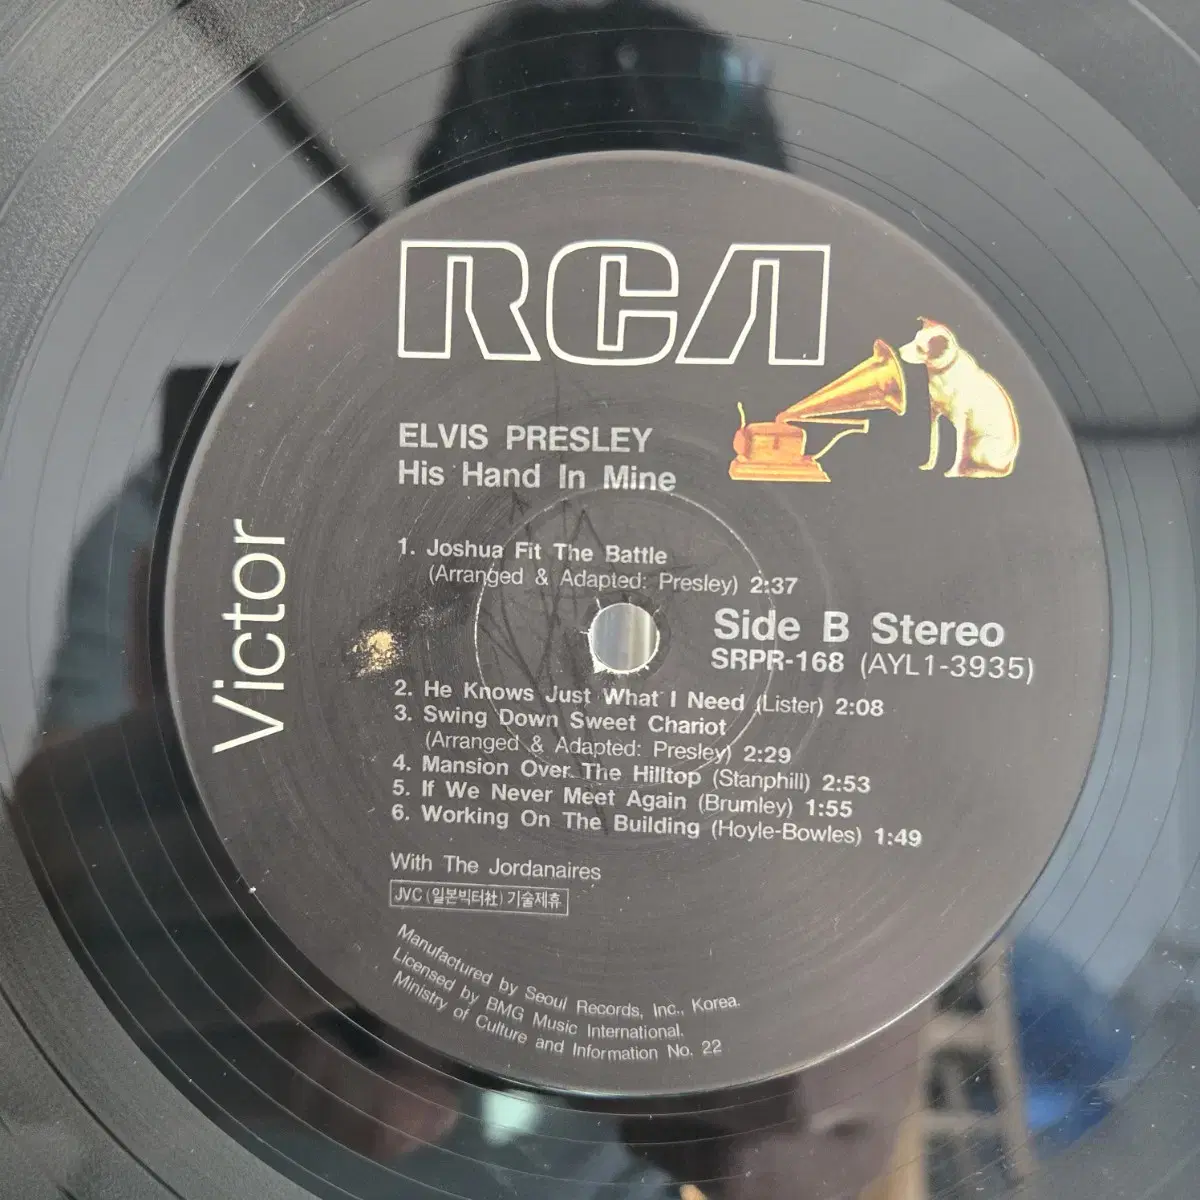 RCA
Victor
ELVIS PRESLEY
His Hand In Mine
1. Joshua Fit The Battle
(Arranged & Adapted: Presley) 2:37
Side B Stereo
SRPR-168 (AYL1-3935)
2. He Knows Just What I Need (Lister) 2:08
3. Swing Down Sweet Chariot
(Arranged & Adapted: Presley) 2:29
4. Mansion Over The Hilltop (Stanphill) 2:53
5. If We Never Meet Again (Brumley) 1:55
6. Working On The Building (Hoyle-Bowles) 1:49
With The Jordanaires
JVC (일본빅터社) 기술제휴
Manufactured by Seoul Records, Inc., Korea.
Licensed by BMG Music International.
Ministry of Culture and Information No. 22